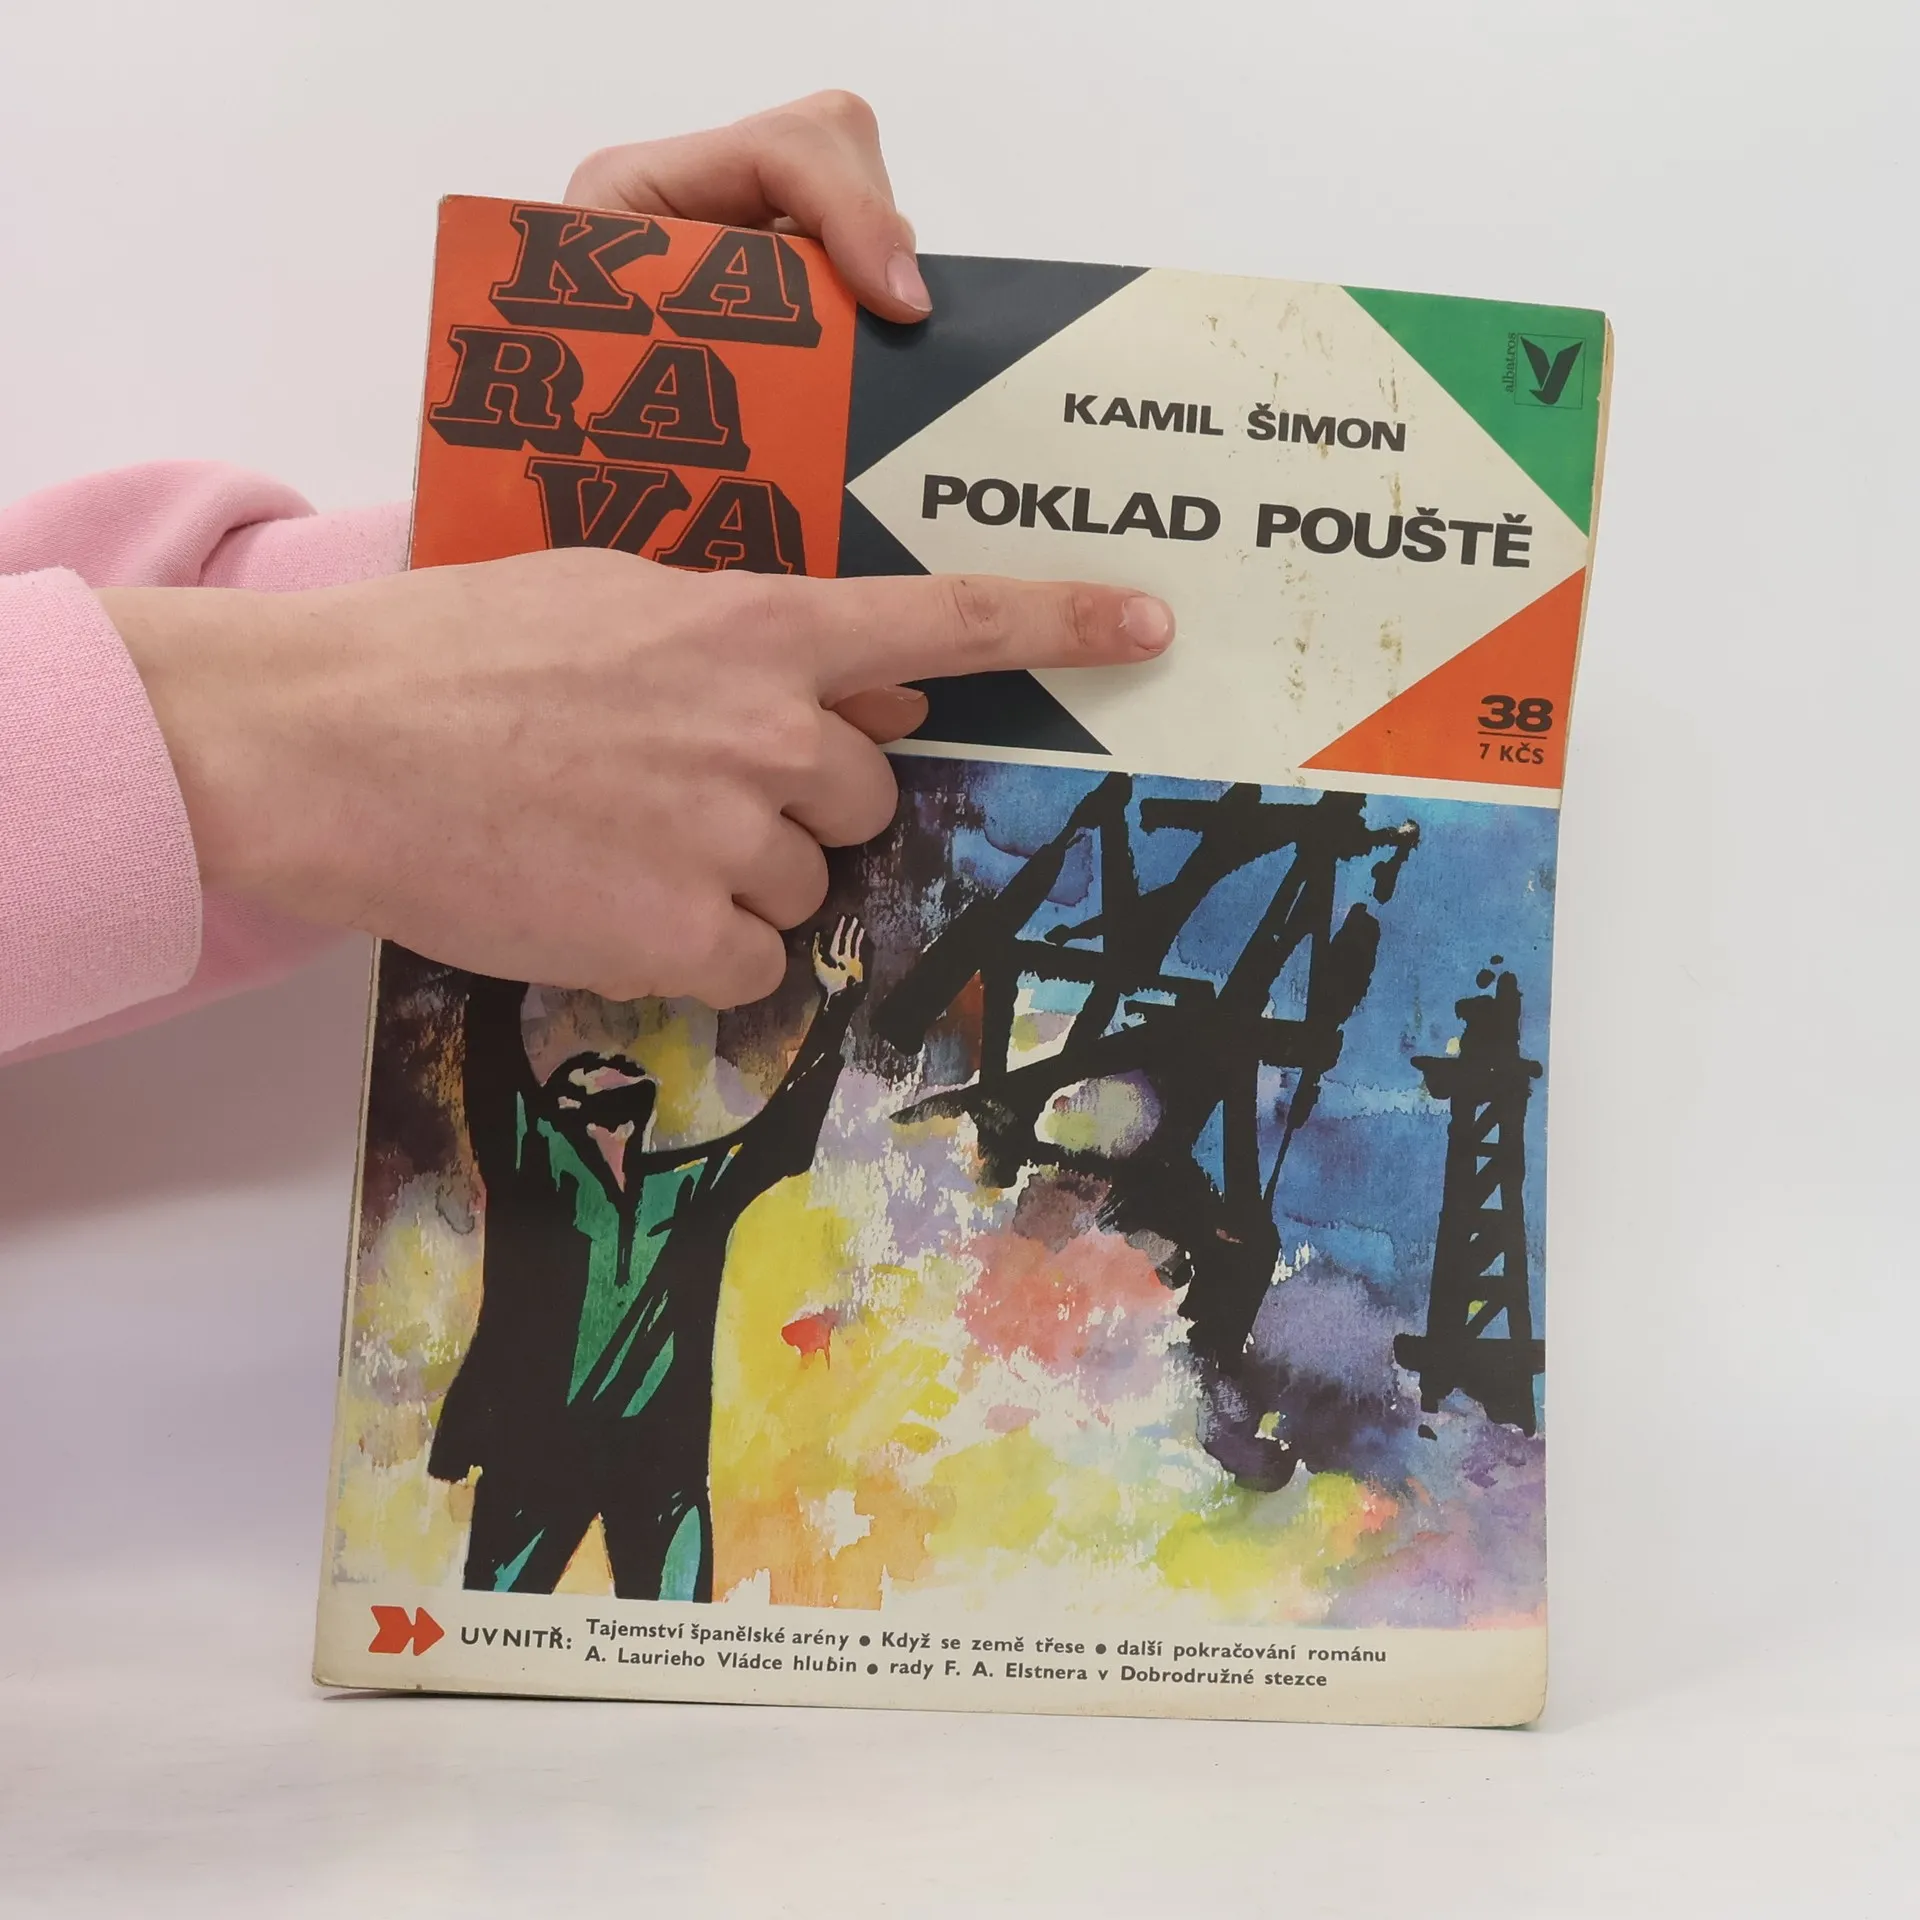 KA
RA
VA
KAMIL ŠIMON
POKLAD POUŠTĚ
albatros
38
7 KČS
UVNITŘ: Tajemství španělské arény ● Když se země třese ● další pokračování románu
A. Laurieho Vládce hlubin ● rady F. A. Elstnera v Dobrodružné stezce